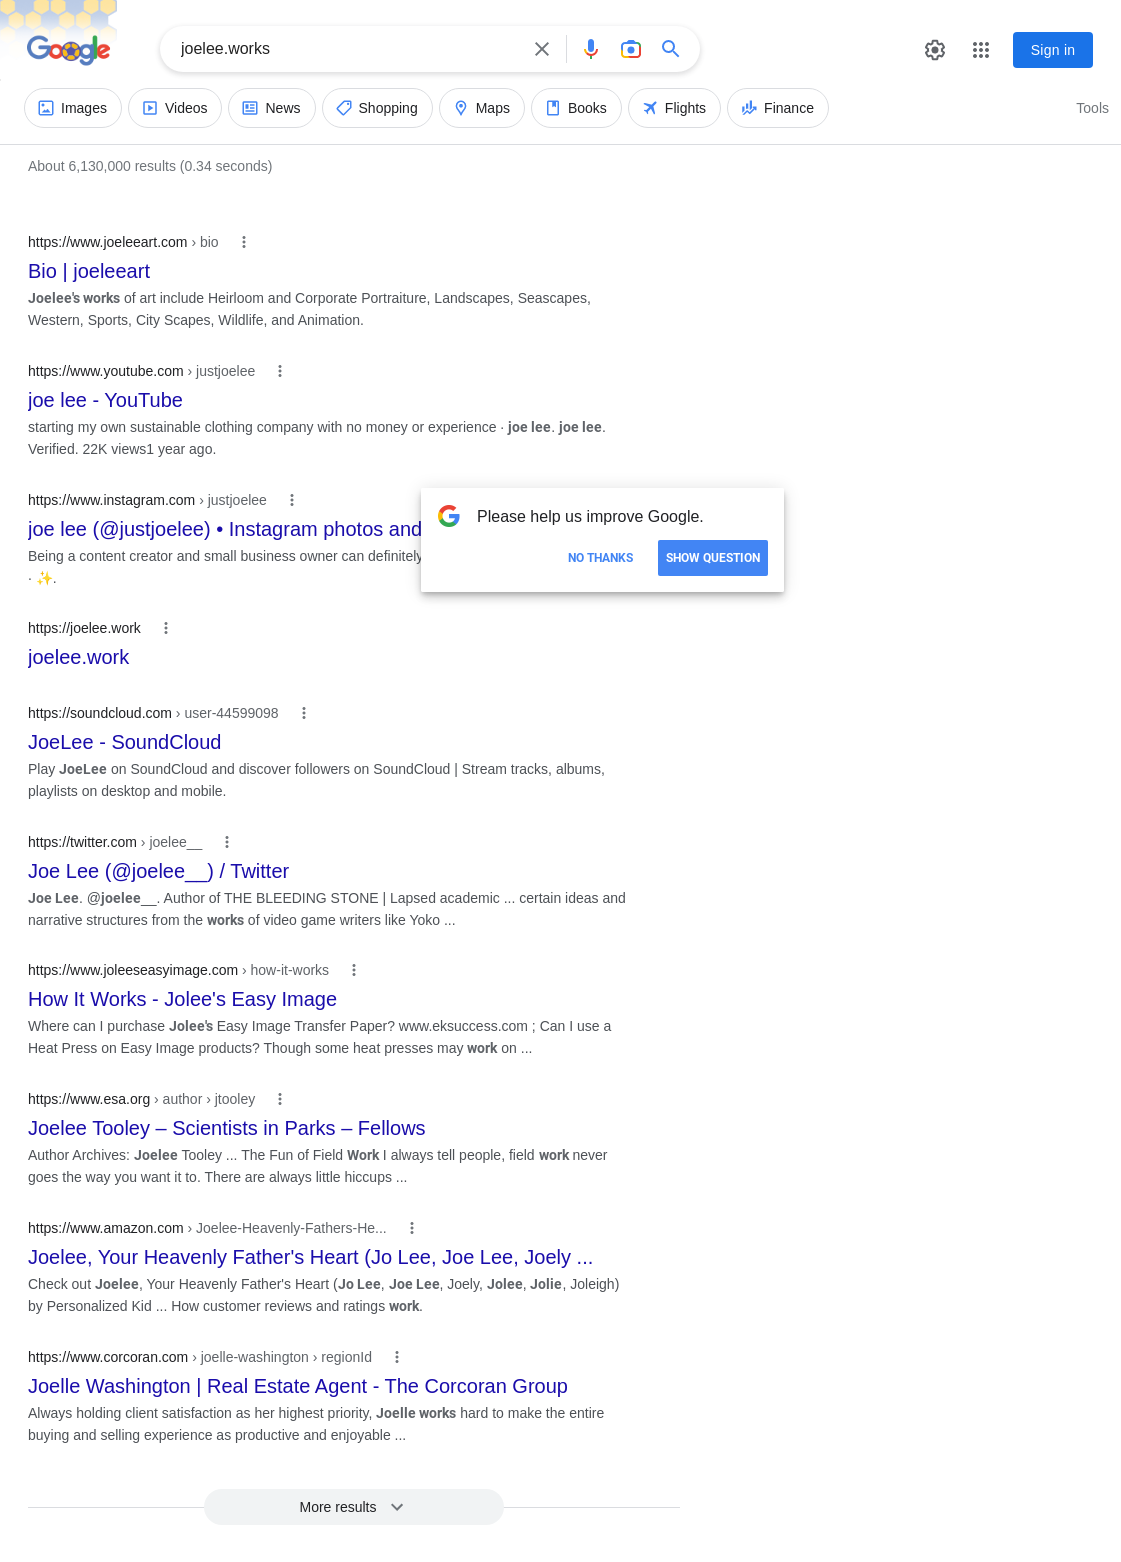 Google
joelee.works
Sign in
Images Videos News Shopping Maps Books Flights Finance Tools
About 6,130,000 results (0.34 seconds)
https://www.joeleeart.com › bio
Bio | joeleeart
Joelee's works of art include Heirloom and Corporate Portraiture, Landscapes, Seascapes,
Western, Sports, City Scapes, Wildlife, and Animation.
https://www.youtube.com › justjoelee
joe lee - YouTube
starting my own sustainable clothing company with no money or experience · joe lee. joe lee.
Verified. 22K views1 year ago.
https://www.instagram.com › justjoelee
joe lee (@justjoelee) • Instagram photos and
Being a content creator and small business owner can definitely
· ✨.
Please help us improve Google.
NO THANKS SHOW QUESTION
https://joelee.work
joelee.work
https://soundcloud.com › user-44599098
JoeLee - SoundCloud
Play JoeLee on SoundCloud and discover followers on SoundCloud | Stream tracks, albums,
playlists on desktop and mobile.
https://twitter.com › joelee__
Joe Lee (@joelee__) / Twitter
Joe Lee. @joelee__. Author of THE BLEEDING STONE | Lapsed academic ... certain ideas and
narrative structures from the works of video game writers like Yoko ...
https://www.joleeseasyimage.com › how-it-works
How It Works - Jolee's Easy Image
Where can I purchase Jolee's Easy Image Transfer Paper? www.eksuccess.com ; Can I use a
Heat Press on Easy Image products? Though some heat presses may work on ...
https://www.esa.org › author › jtooley
Joelee Tooley – Scientists in Parks – Fellows
Author Archives: Joelee Tooley ... The Fun of Field Work I always tell people, field work never
goes the way you want it to. There are always little hiccups ...
https://www.amazon.com › Joelee-Heavenly-Fathers-He...
Joelee, Your Heavenly Father's Heart (Jo Lee, Joe Lee, Joely ...
Check out Joelee, Your Heavenly Father's Heart (Jo Lee, Joe Lee, Joely, Jolee, Jolie, Joleigh)
by Personalized Kid ... How customer reviews and ratings work.
https://www.corcoran.com › joelle-washington › regionId
Joelle Washington | Real Estate Agent - The Corcoran Group
Always holding client satisfaction as her highest priority, Joelle works hard to make the entire
buying and selling experience as productive and enjoyable ...
More results